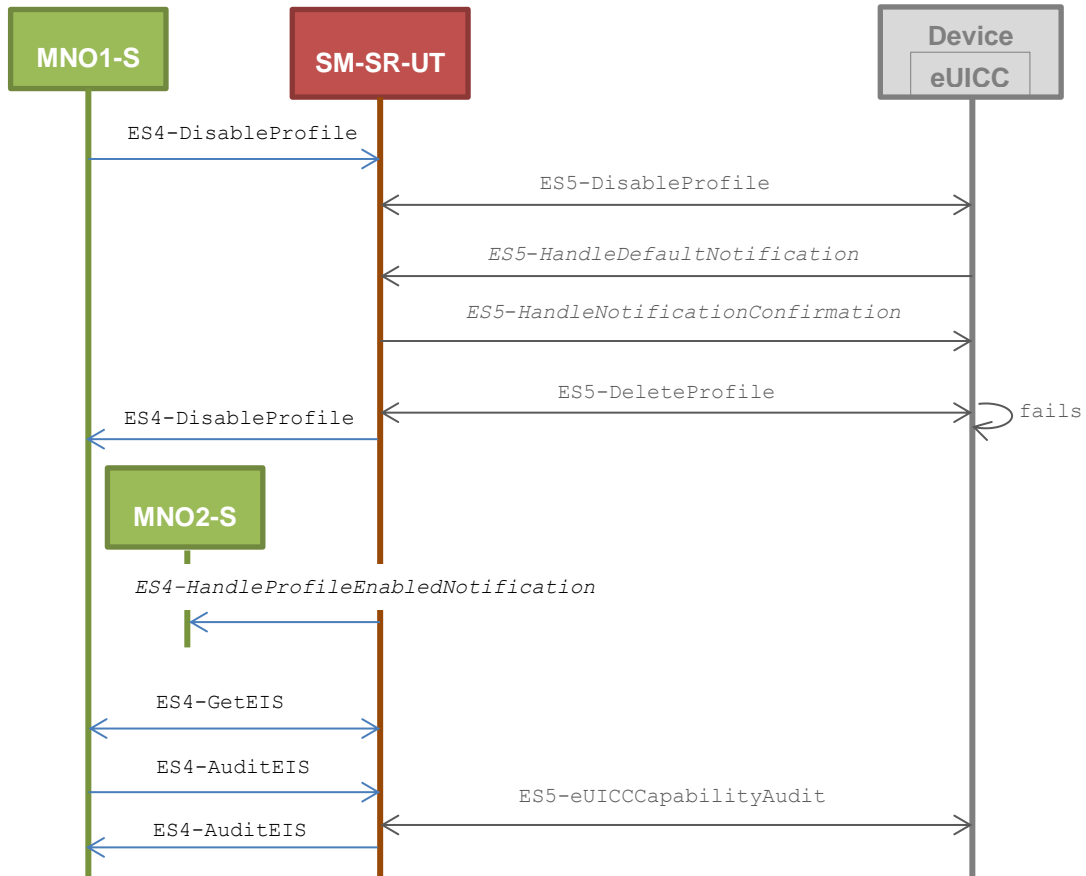 MNO1-S
SM-SR-UT
Device
eUICC
ES4-DisableProfile
ES5-DisableProfile
ES5-HandleDefaultNotification
ES5-HandleNotificationConfirmation
ES5-DeleteProfile
fails
ES4-DisableProfile
MNO2-S
ES4-HandleProfileEnabledNotification
ES4-GetEIS
ES4-AuditEIS
ES5-eUICCCapabilityAudit
ES4-AuditEIS